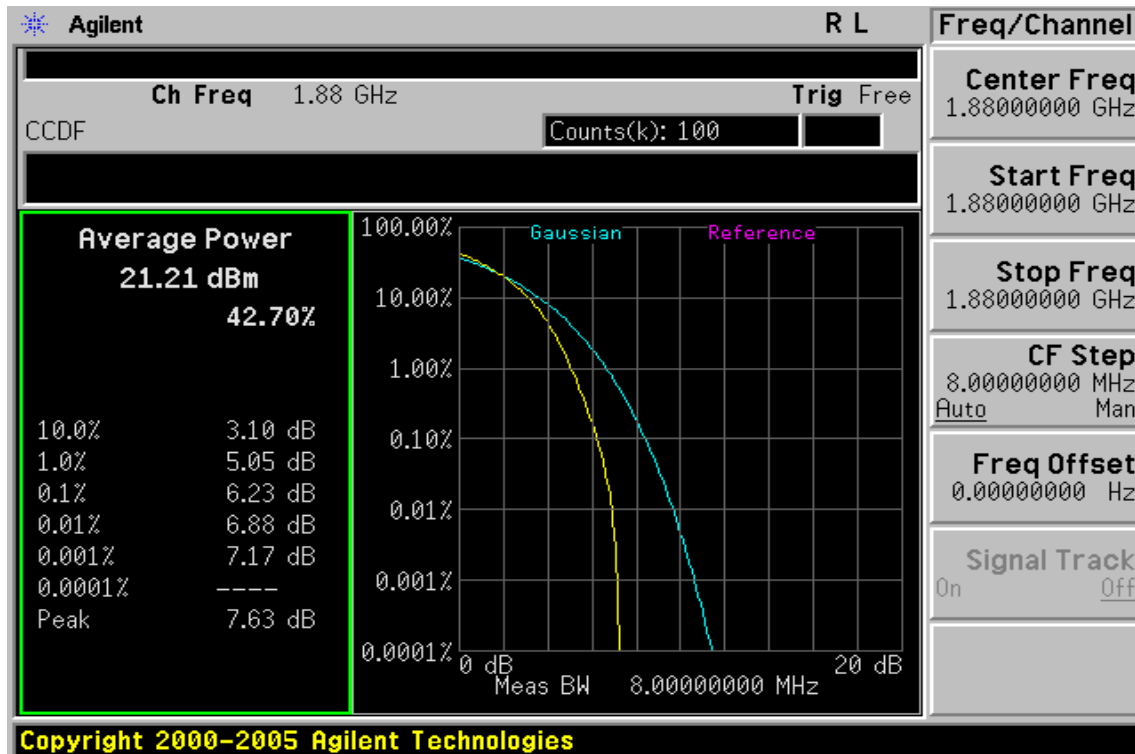 Agilent R L Freq/Channel
Ch Freq 1.88 GHz Trig Free
CCDF Counts(k): 100
Center Freq
1.88000000 GHz
Start Freq
1.88000000 GHz
Stop Freq
1.88000000 GHz
CF Step
8.00000000 MHz
Auto Man
Freq Offset
0.00000000 Hz
Signal Track
On Off
Average Power
21.21 dBm
42.70%
10.0% 3.10 dB
1.0% 5.05 dB
0.1% 6.23 dB
0.01% 6.88 dB
0.001% 7.17 dB
0.0001% ----
Peak 7.63 dB
Gaussian Reference
100.00%
10.00%
1.00%
0.10%
0.01%
0.001%
0.0001%
0 dB 20 dB
Meas BW 8.00000000 MHz
Copyright 2000-2005 Agilent Technologies